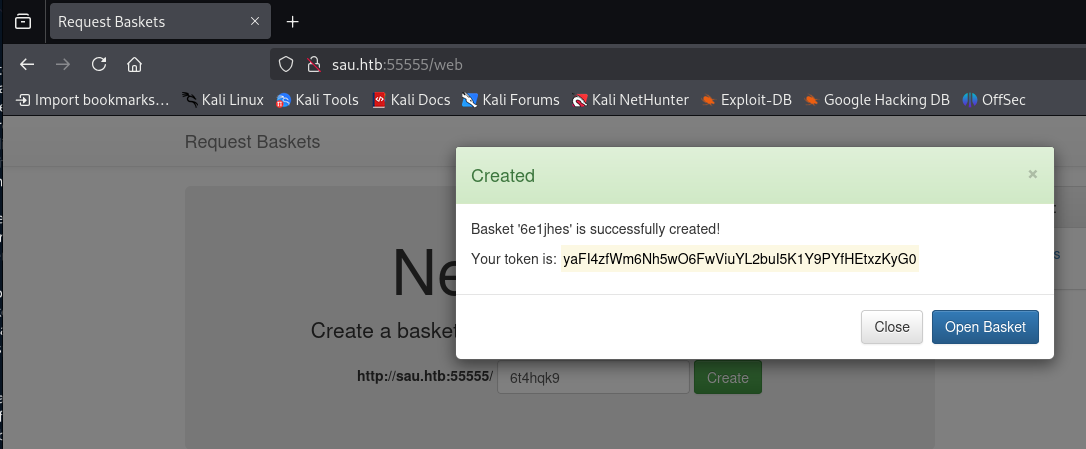 Request Baskets
sau.htb:55555/web
Import bookmarks... Kali Linux Kali Tools Kali Docs Kali Forums Kali NetHunter Exploit-DB Google Hacking DB OffSec
Request Baskets
Created
Basket '6e1jhes' is successfully created!
Your token is: yaFI4zfWm6Nh5wO6FwViuYL2buI5K1Y9PYfHEtxzKyG0
Close Open Basket
Ne
Create a basket
http://sau.htb:55555/ 6t4hqk9 Create